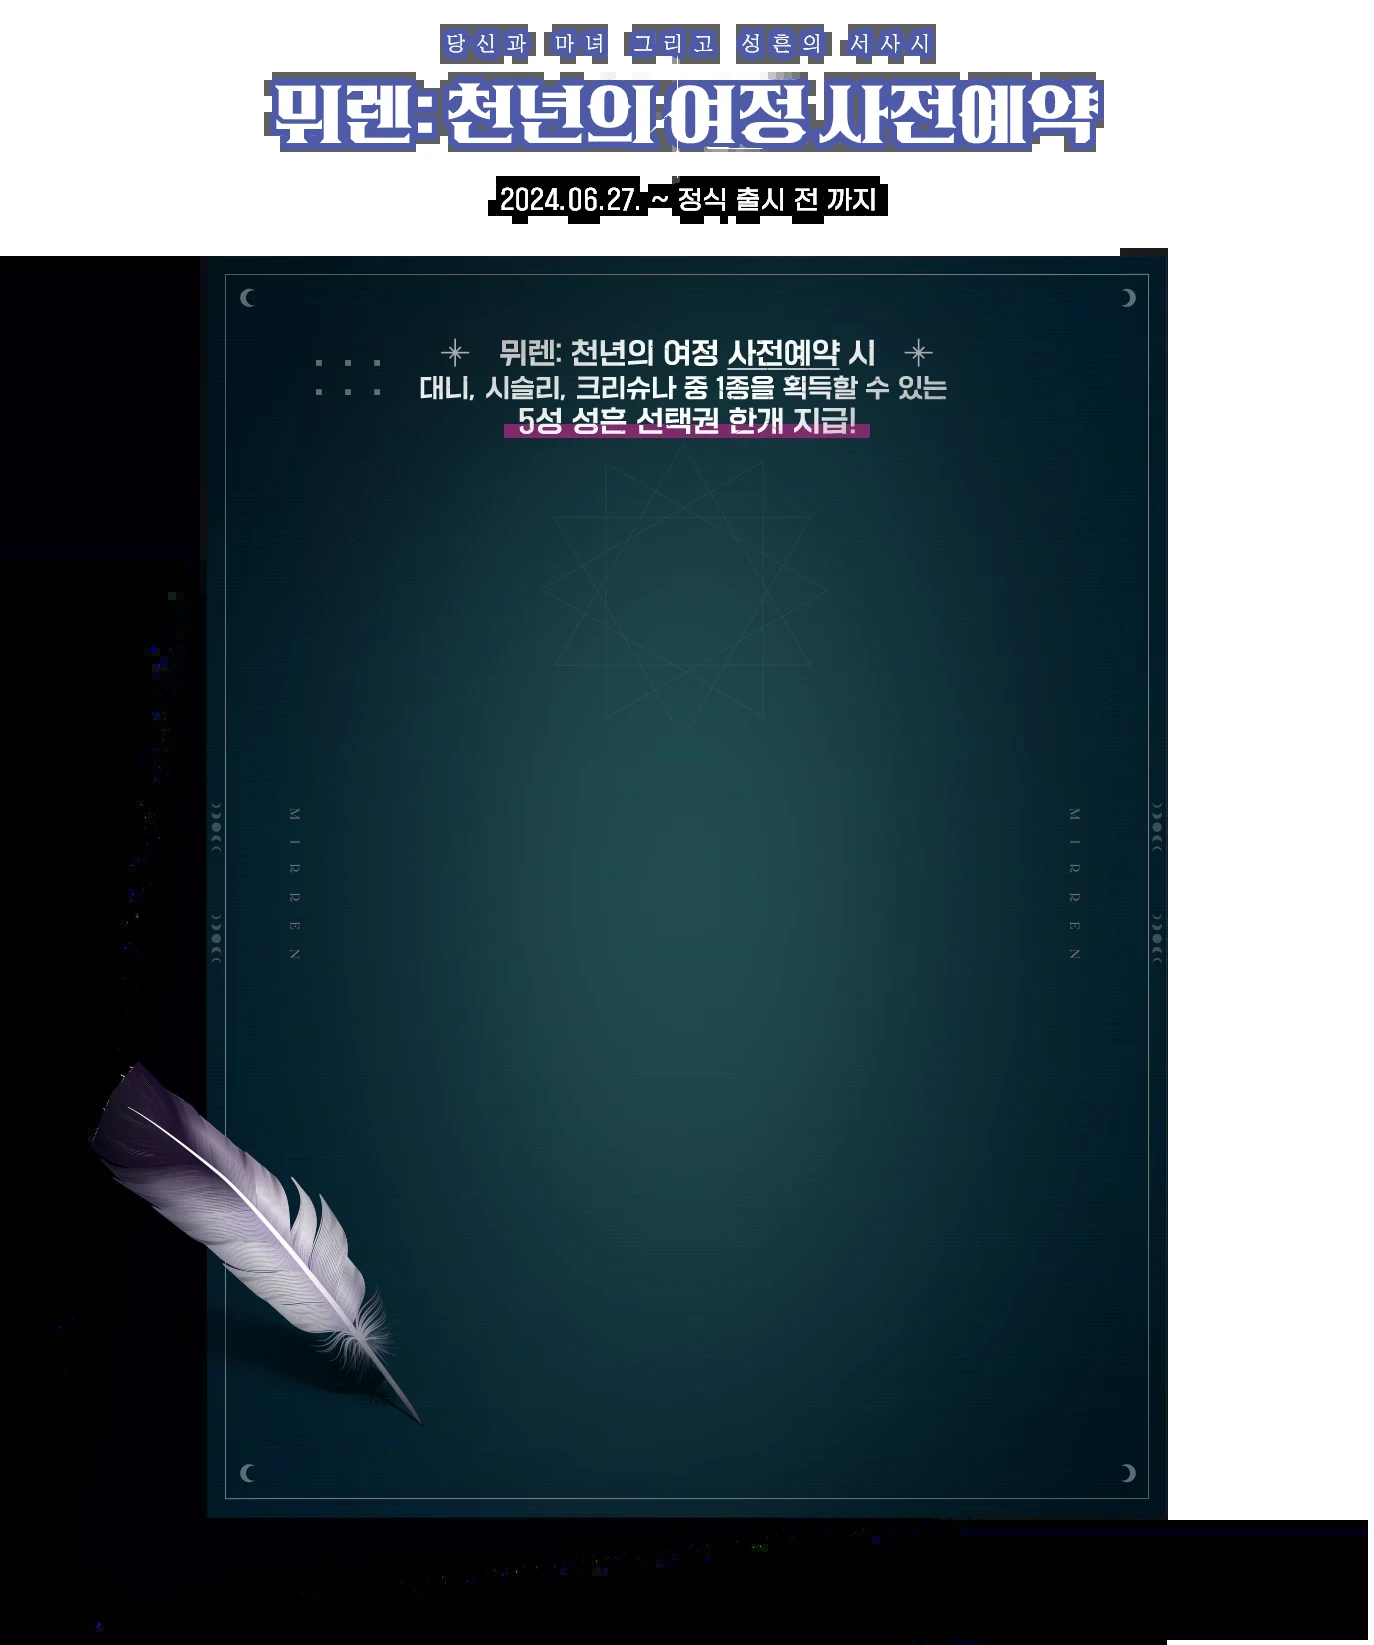 당신과 마녀 그리고 성흔의 서사시
뮈렌: 천년의 여정 사전예약
2024.06.27. ~ 정식 출시 전 까지
뮈렌: 천년의 여정 사전예약 시
대니, 시슬리, 크리슈나 중 1종을 획득할 수 있는
5성 성흔 선택권 한개 지급!
MIRREN
MIRREN